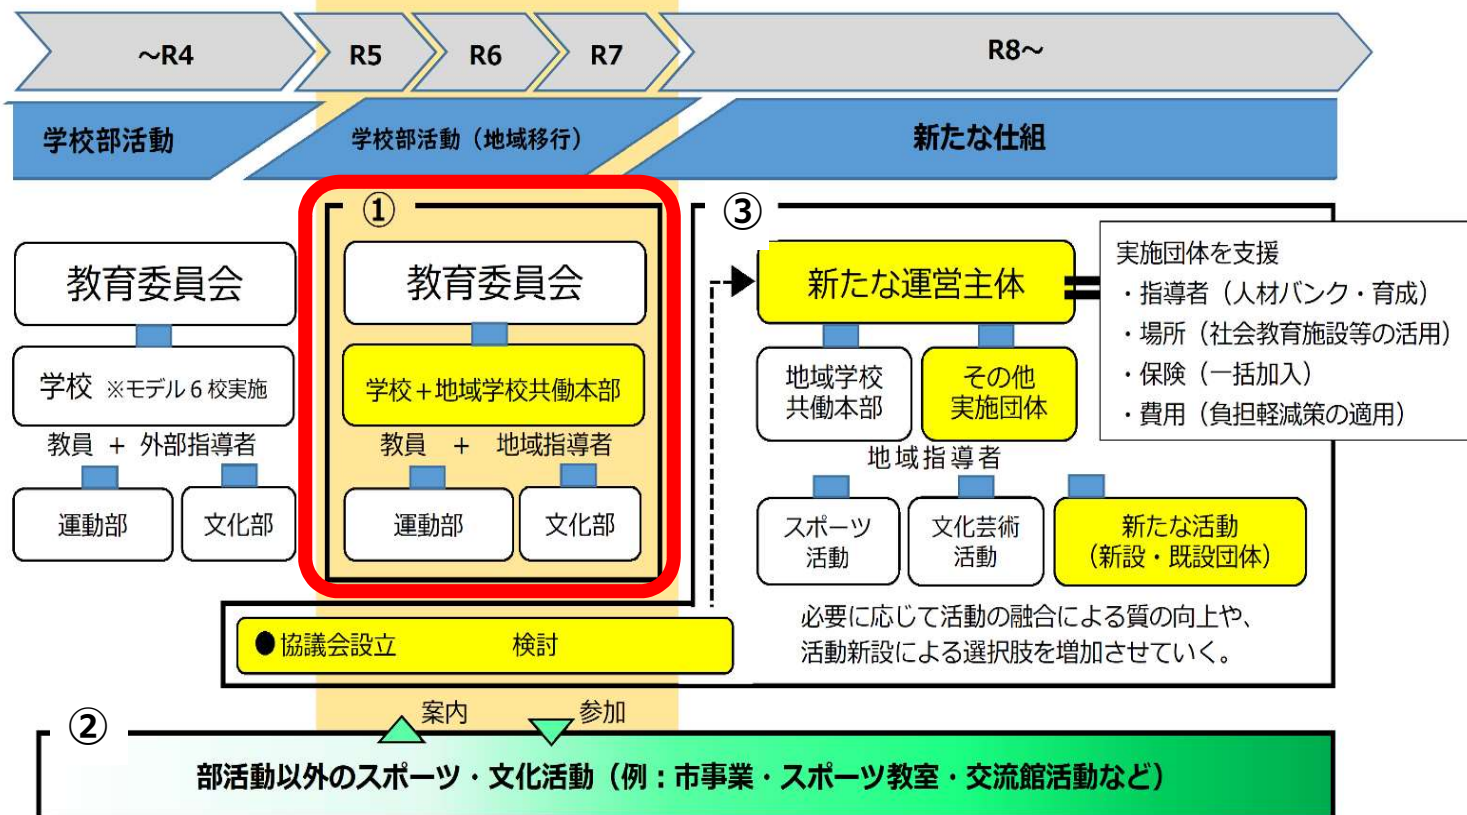 ～R4
R5
R6
R7
R8～
学校部活動
学校部活動（地域移行）
新たな仕組
①
教育委員会
学校 ※モデル６校実施
教員 ＋ 外部指導者
運動部
文化部
教育委員会
学校＋地域学校共働本部
教員 ＋ 地域指導者
運動部
文化部
③
新たな運営主体
地域学校
共働本部
その他
実施団体
地域指導者
スポーツ
活動
文化芸術
活動
新たな活動
（新設・既設団体）
実施団体を支援
・指導者（人材バンク・育成）
・場所（社会教育施設等の活用）
・保険（一括加入）
・費用（負担軽減策の適用）
必要に応じて活動の融合による質の向上や、
活動新設による選択肢を増加させていく。
●協議会設立 検討
案内
参加
②
部活動以外のスポーツ・文化活動（例：市事業・スポーツ教室・交流館活動など）